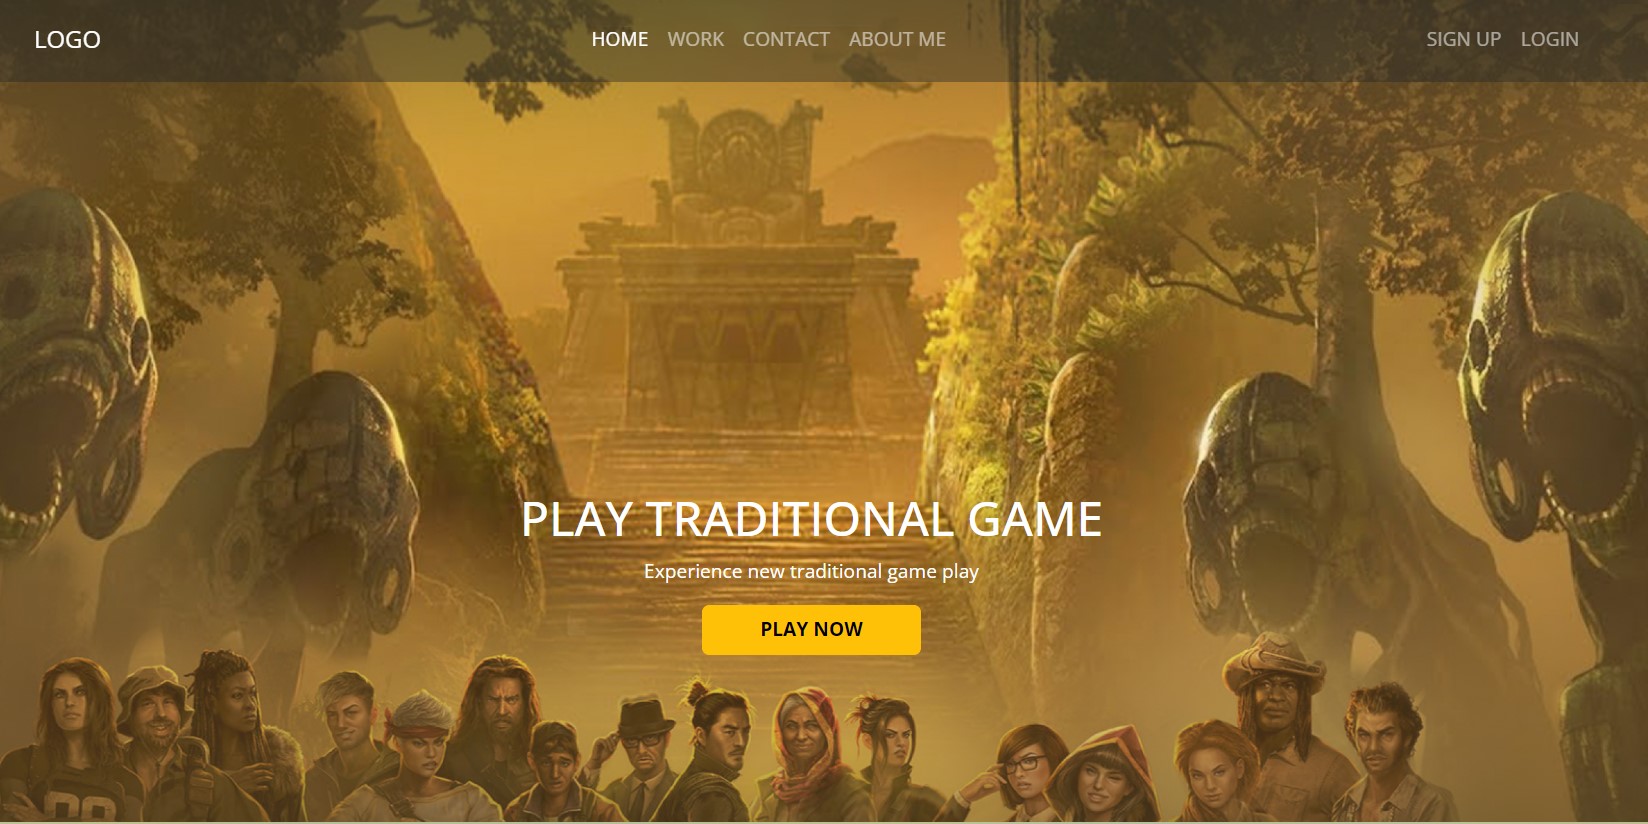 LOGO HOME WORK CONTACT ABOUT ME SIGN UP LOGIN
PLAY TRADITIONAL GAME
Experience new traditional game play
PLAY NOW